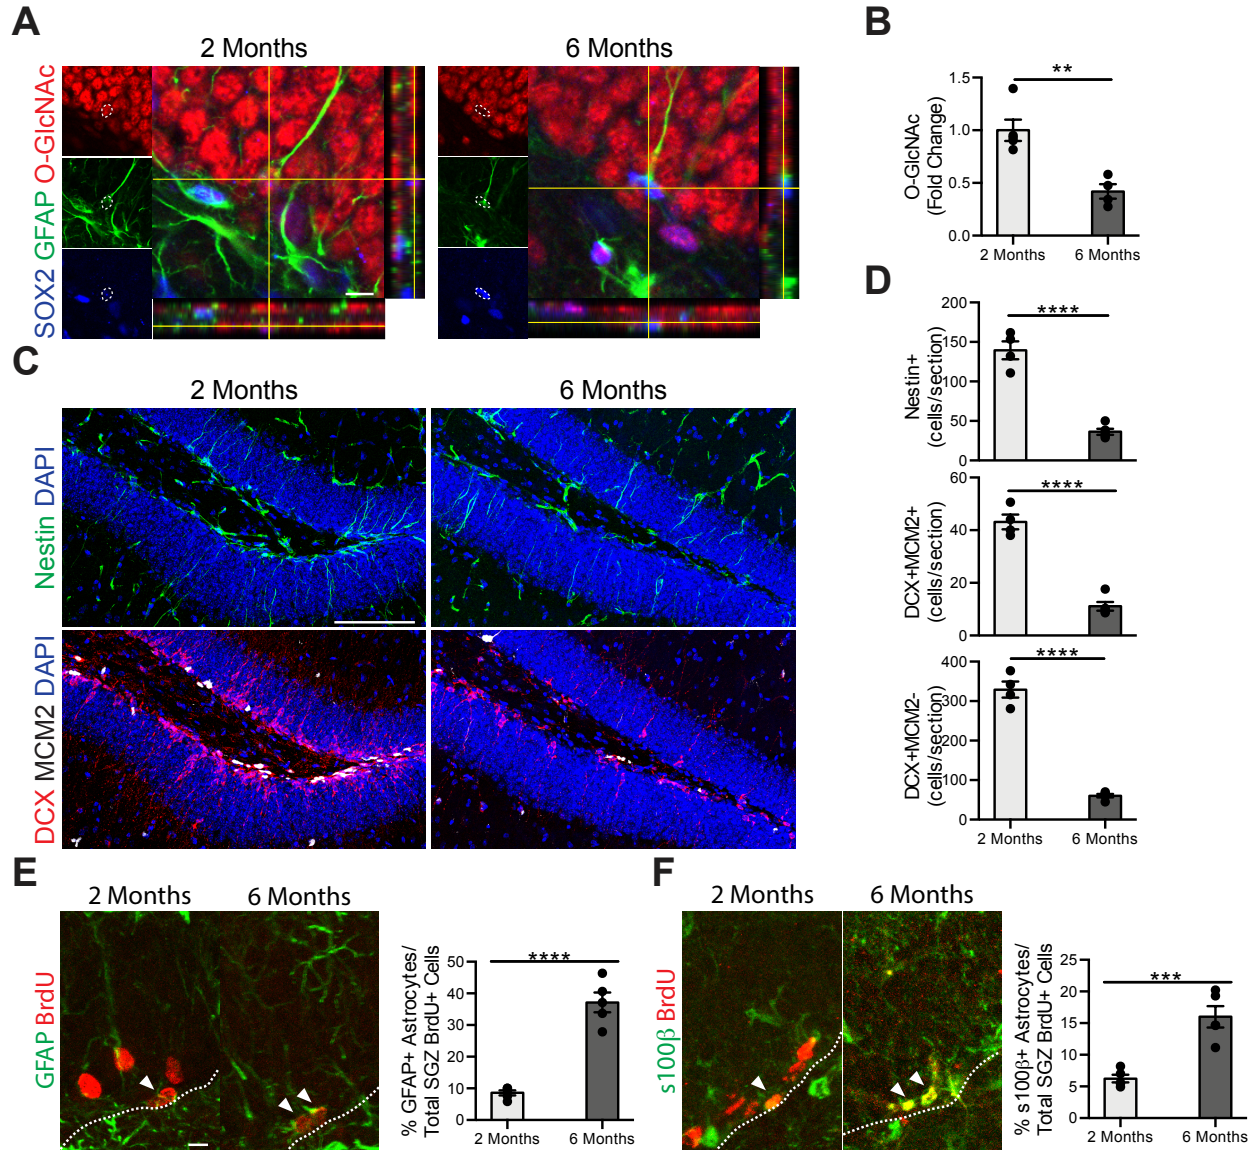 A
2 Months
6 Months
SOX2 GFAP O-GlcNAc
B
O-GlcNAc
(Fold Change)
1.5
1.0
0.5
0.0
**
2 Months
6 Months
C
2 Months
6 Months
Nestin DAPI
DCX MCM2 DAPI
D
Nestin+
(cells/section)
200
150
100
50
0
****
DCX+MCM2+
(cells/section)
60
40
20
0
****
DCX+MCM2-
(cells/section)
400
300
200
100
0
****
2 Months
6 Months
E
2 Months
6 Months
GFAP BrdU
% GFAP+ Astrocytes/
Total SGZ BrdU+ Cells
50
40
30
20
10
0
****
2 Months
6 Months
F
2 Months
6 Months
s100β BrdU
% s100β+ Astrocytes/
Total SGZ BrdU+ Cells
25
20
15
10
5
0
***
2 Months
6 Months